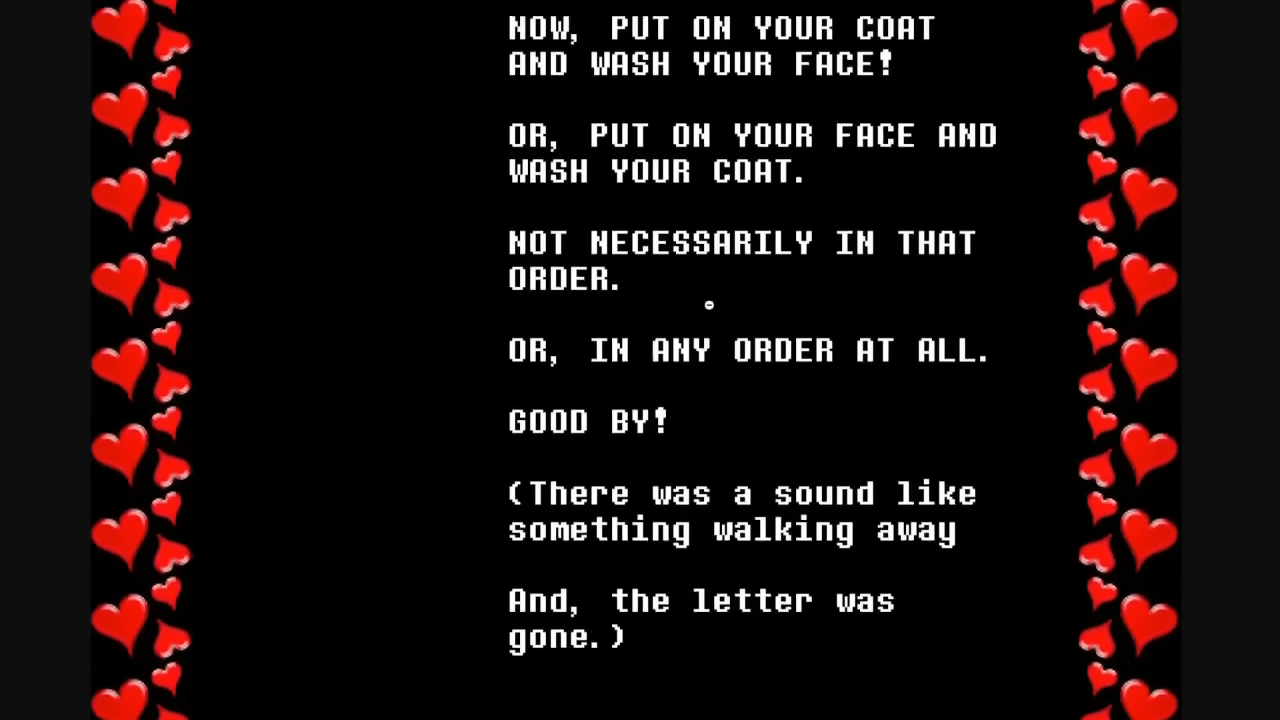 NOW, PUT ON YOUR COAT
AND WASH YOUR FACE!
OR, PUT ON YOUR FACE AND
WASH YOUR COAT.
NOT NECESSARILY IN THAT
ORDER.
OR, IN ANY ORDER AT ALL.
GOOD BY!
(There was a sound like
something walking away
And, the letter was
gone.)